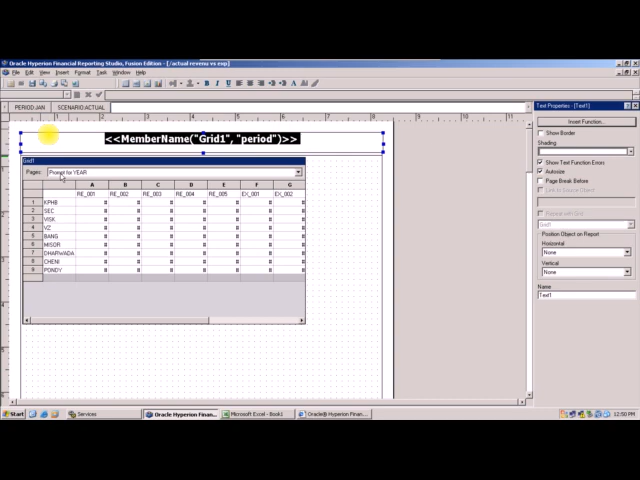 Oracle Hyperion Financial Reporting Studio, Fusion Edition - [/actual revenu vs exp]
File Edit View Insert Format Task Window Help
PERIOD:JAN SCENARIO:ACTUAL
Text Properties - [Text1]
Insert Function...
Show Border
Shading:
Show Text Function Errors
Autosize
Page Break Before
Link to Source Object
Repeat with Grid:
Grid1
Position Object on Report
Horizontal:
None
Vertical:
None
Name
Text1
<<MemberName("Grid1", "period")>>
Grid1
Pages: Prompt for YEAR
A B C D E F G
RE_001 RE_002 RE_003 RE_004 RE_005 EX_001 EX_002
1 KPHB # # # # # # #
2 SEC # # # # # # #
3 VISK # # # # # # #
4 VZ # # # # # # #
5 BANG # # # # # # #
6 MISOR # # # # # # #
7 DHARWADA # # # # # # #
8 CHENI # # # # # # #
9 PONDY # # # # # # #
Start Services Oracle Hyperion Finan... Microsoft Excel - Book1 Oracle® Hyperion Financ... 12:50 PM